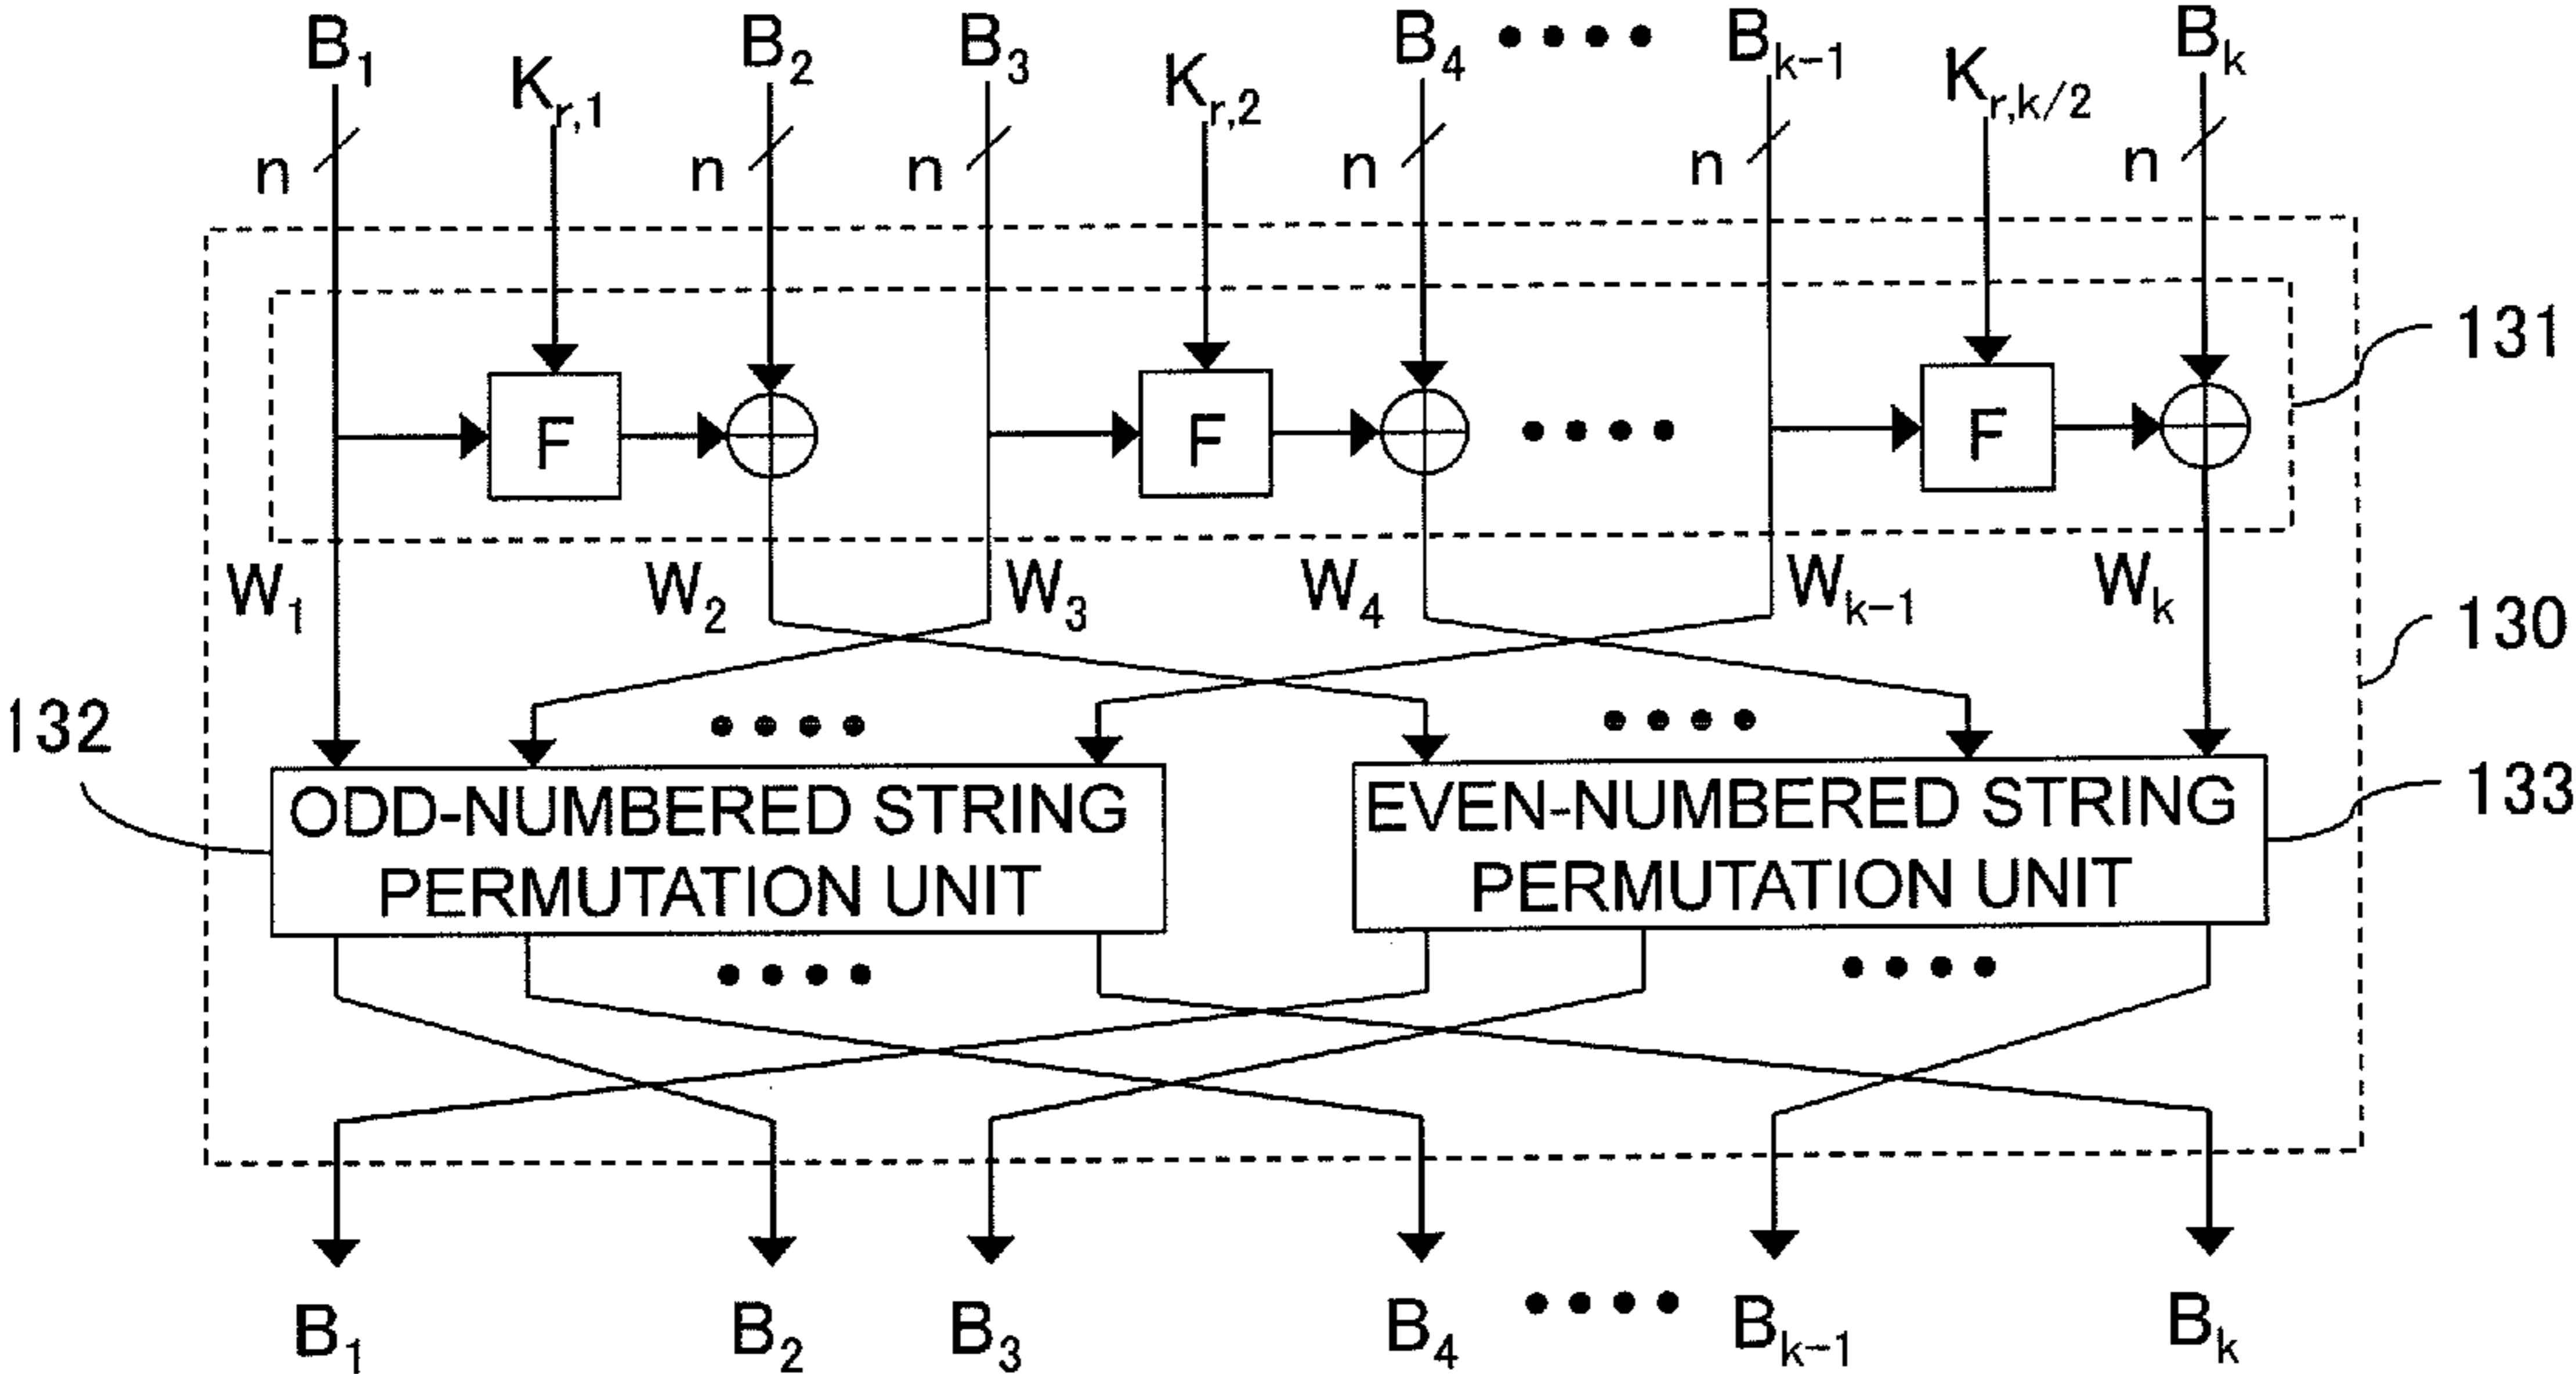 B1 Kr,1 B2 B3 Kr,2 B4 •••• Bk-1 Kr,k/2 Bk
n n n n n n
131
F F •••• F
W1 W2 W3 W4 Wk-1 Wk
130
132 •••• ••••
ODD-NUMBERED STRING
PERMUTATION UNIT
EVEN-NUMBERED STRING
PERMUTATION UNIT
133
•••• ••••
B1 B2 B3 B4 •••• Bk-1 Bk